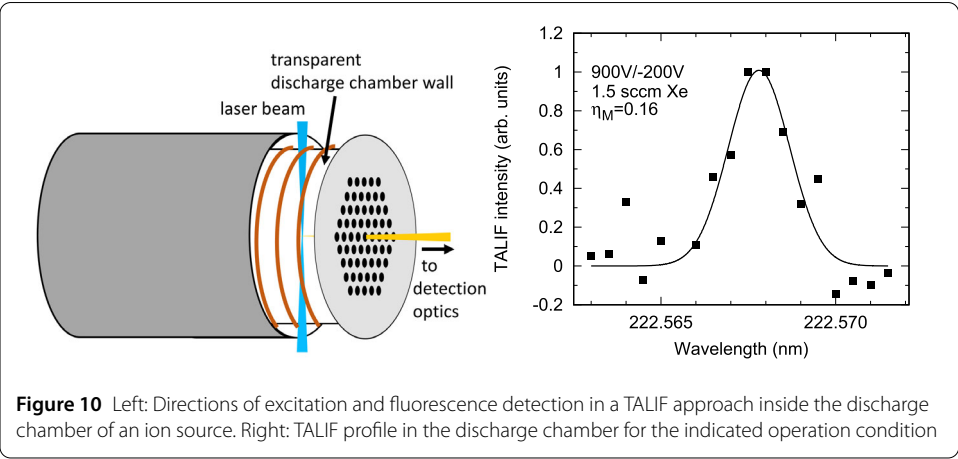 transparent
discharge chamber wall
laser beam
to
detection
optics
1.2
1
0.8
0.6
0.4
0.2
0
-0.2
TALIF intensity (arb. units)
900V/-200V
1.5 sccm Xe
ηM=0.16
222.565
222.570
Wavelength (nm)
Figure 10 Left: Directions of excitation and fluorescence detection in a TALIF approach inside the discharge
chamber of an ion source. Right: TALIF profile in the discharge chamber for the indicated operation condition